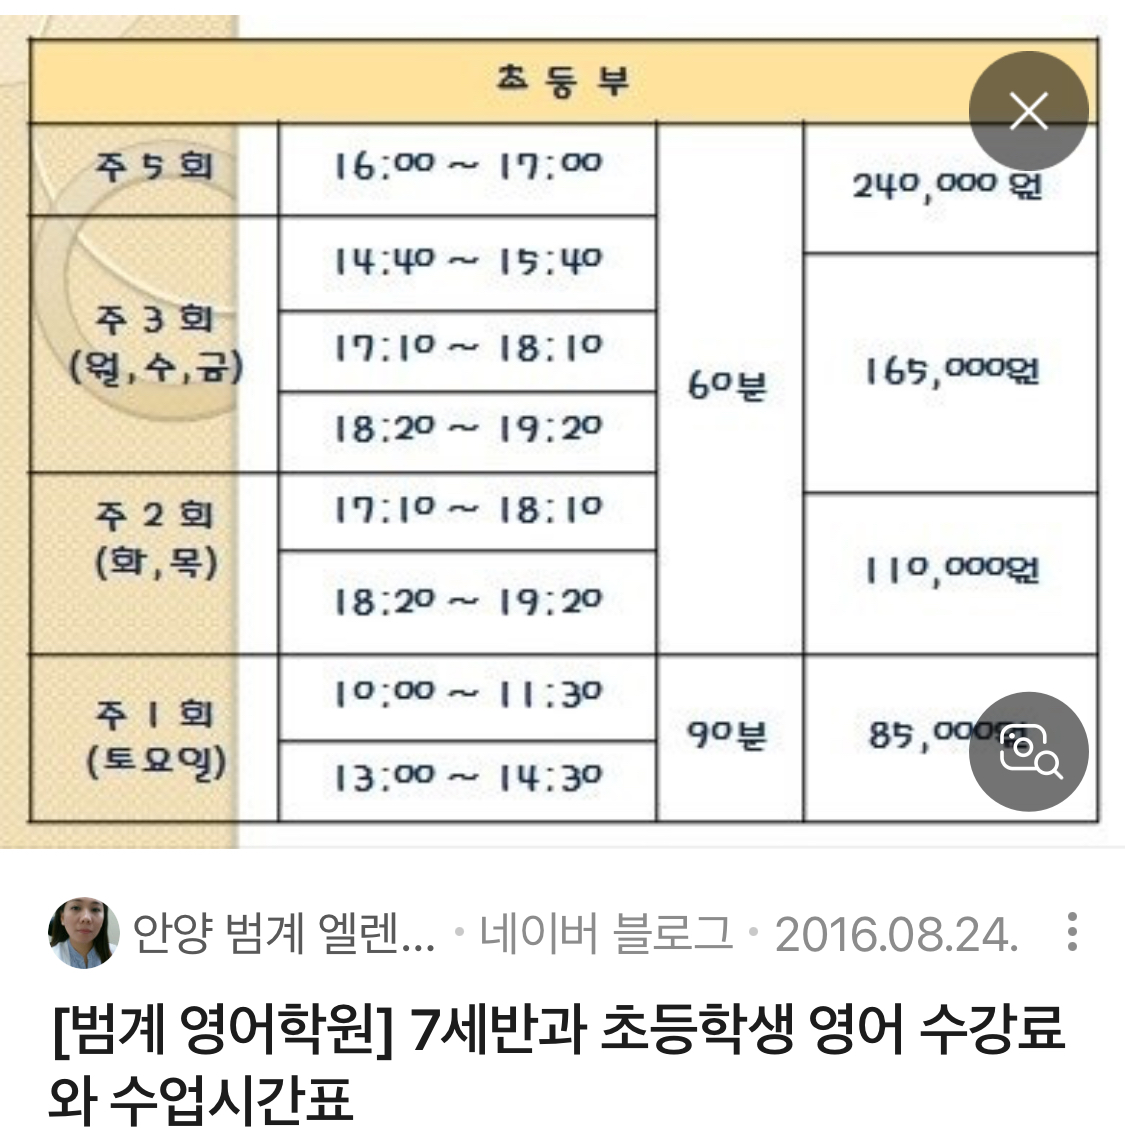 초등부
주 5 회
16:00 ~ 17:00
240,000 원
주 3 회
(월,수,금)
14:40 ~ 15:40
17:10 ~ 18:10
18:20 ~ 19:20
60분
165,000원
주 2 회
(화,목)
17:10 ~ 18:10
18:20 ~ 19:20
110,000원
주 1 회
(토요일)
10:00 ~ 11:30
13:00 ~ 14:30
90분
85,000원
안양 범계 엘렌... · 네이버 블로그 · 2016.08.24.
[범계 영어학원] 7세반과 초등학생 영어 수강료
와 수업시간표